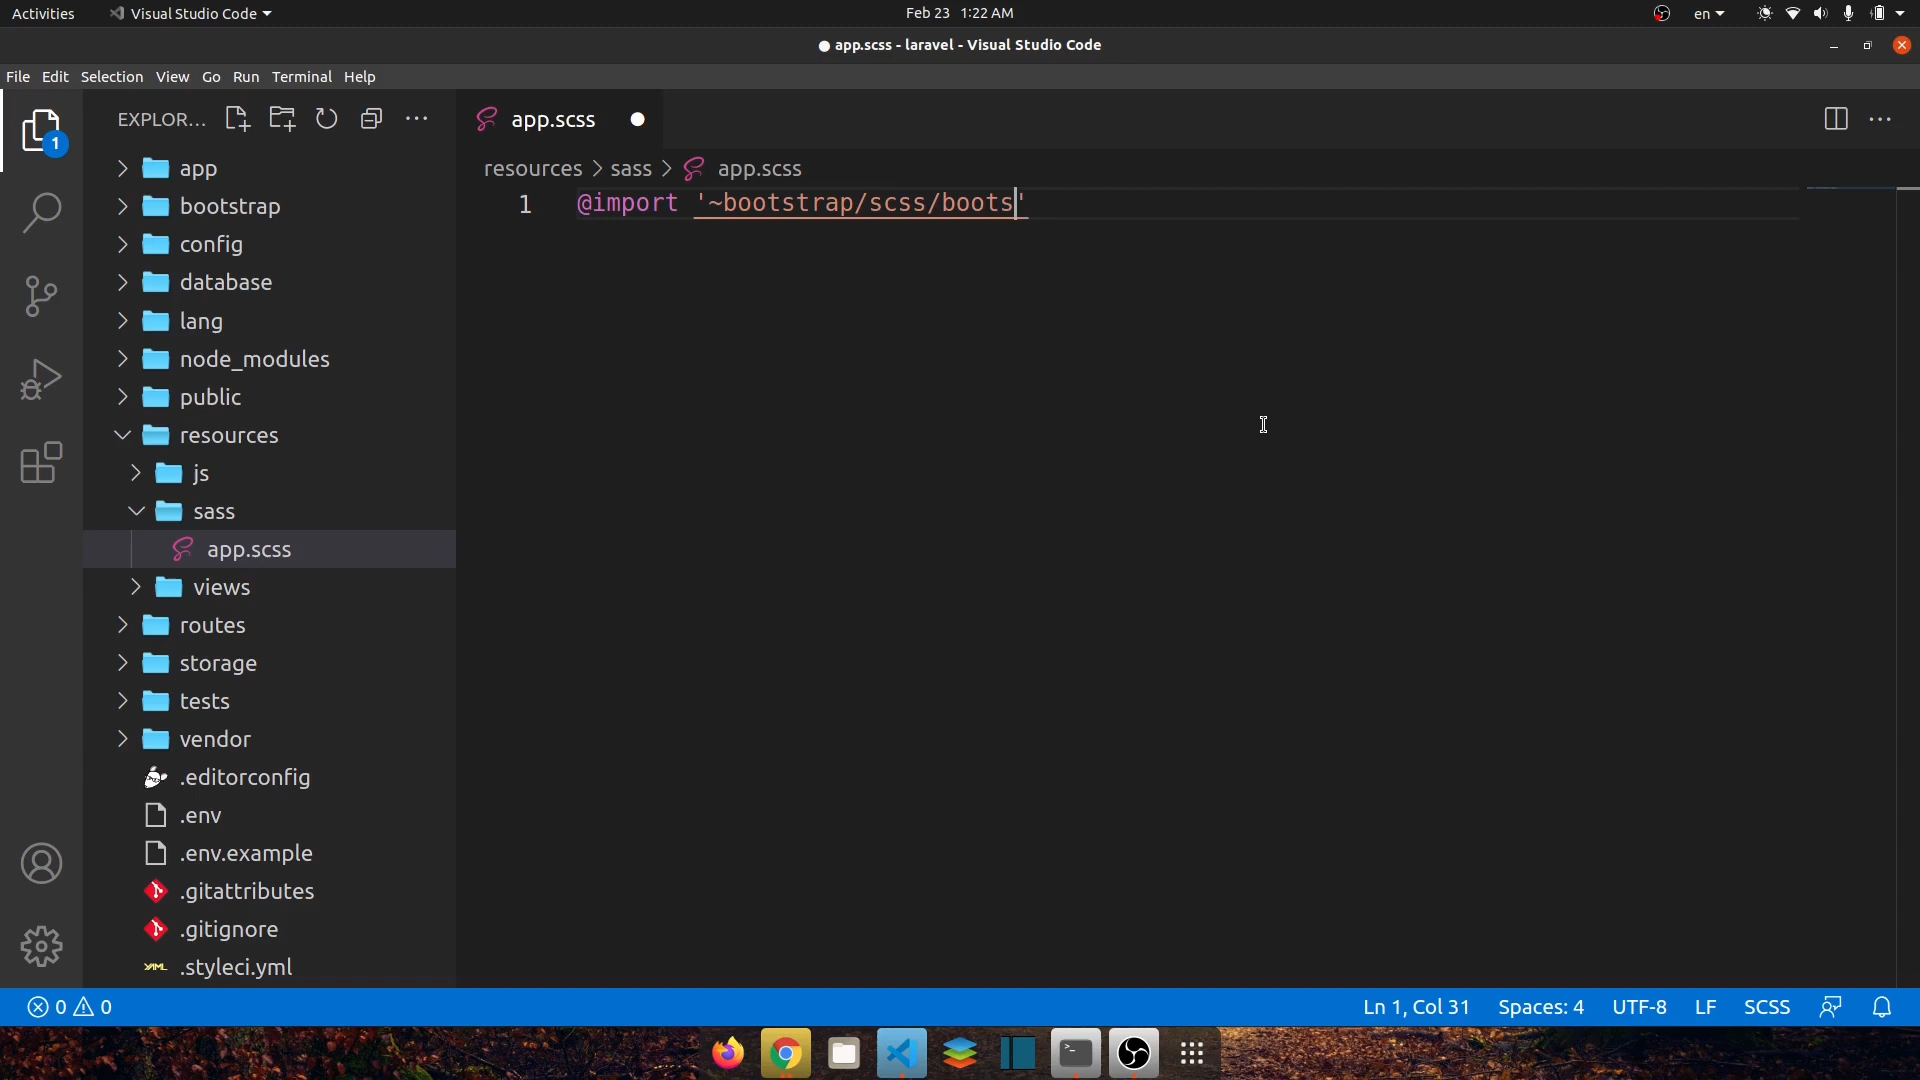 Activities
Visual Studio Code
Feb 23 1:22 AM
en
app.scss - laravel - Visual Studio Code
File Edit Selection View Go Run Terminal Help
EXPLOR...
app.scss
1
resources > sass > app.scss
1 @import '~bootstrap/scss/boots'
app
bootstrap
config
database
lang
node_modules
public
resources
js
sass
app.scss
views
routes
storage
tests
vendor
.editorconfig
.env
.env.example
.gitattributes
.gitignore
YAML .styleci.yml
0 0
Ln 1, Col 31 Spaces: 4 UTF-8 LF SCSS